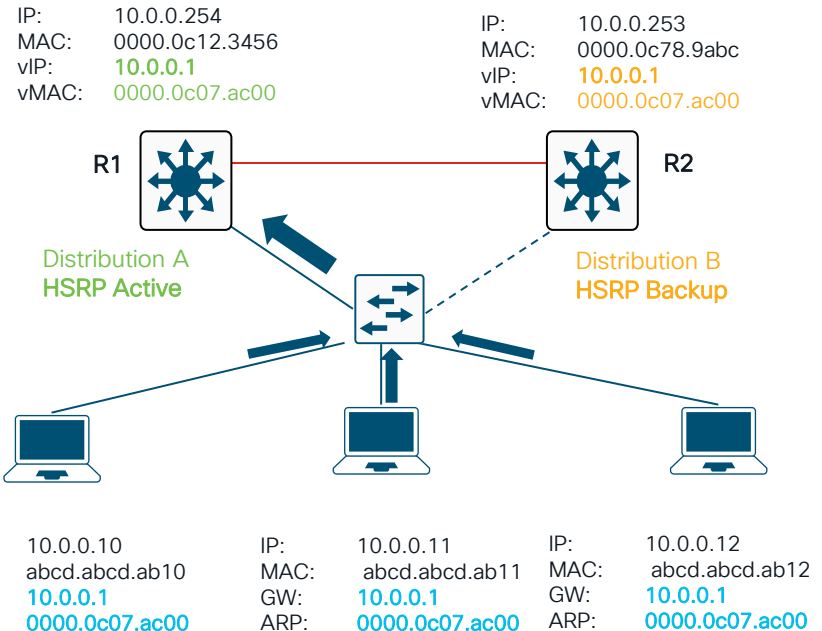 IP: 10.0.0.254
MAC: 0000.0c12.3456
vIP: 10.0.0.1
vMAC: 0000.0c07.ac00
IP: 10.0.0.253
MAC: 0000.0c78.9abc
vIP: 10.0.0.1
vMAC: 0000.0c07.ac00
R1
R2
Distribution A
HSRP Active
Distribution B
HSRP Backup
10.0.0.10
abcd.abcd.ab10
10.0.0.1
0000.0c07.ac00
IP: 10.0.0.11
MAC: abcd.abcd.ab11
GW: 10.0.0.1
ARP: 0000.0c07.ac00
IP: 10.0.0.12
MAC: abcd.abcd.ab12
GW: 10.0.0.1
ARP: 0000.0c07.ac00